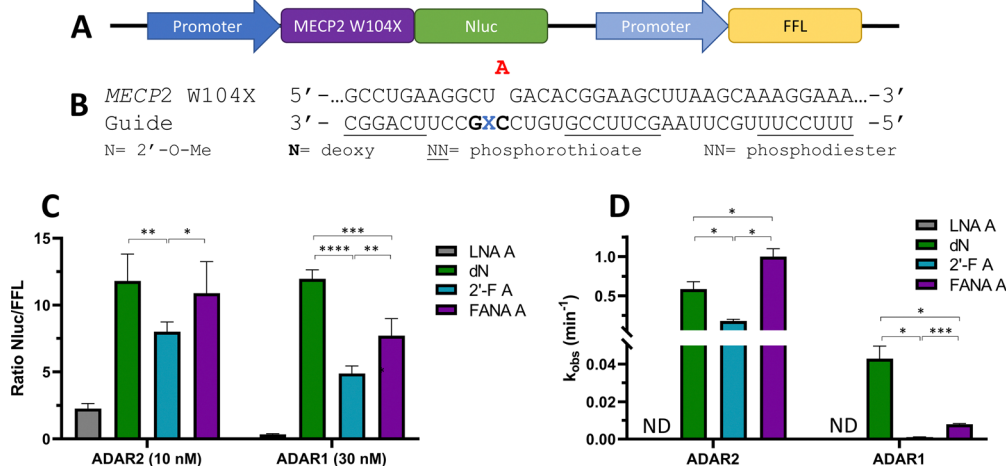 A
Promoter
MECP2 W104X
Nluc
Promoter
FFL
A
B
MECP2 W104X 5’ -…GCCUGAAGGCU GACACGGAAGCUUAAGCAAAGGAAA…-3’
Guide 3’ - CGGACUUCCGXCCUGUGCCUUCGAAUUCGUUUCCUUU -5’
N= 2’-O-Me N= deoxy NN= phosphorothioate NN= phosphodiester
C
Ratio Nluc/FFL
15
10
5
0
** *
***
**** **
LNA A
dN
2'-F A
FANA A
ADAR2 (10 nM) ADAR1 (30 nM)
D
kobs (min-1)
1.0
0.5
0.04
0.02
0.00
*
* *
*
* ***
ND
ND
LNA A
dN
2'-F A
FANA A
ADAR2 ADAR1